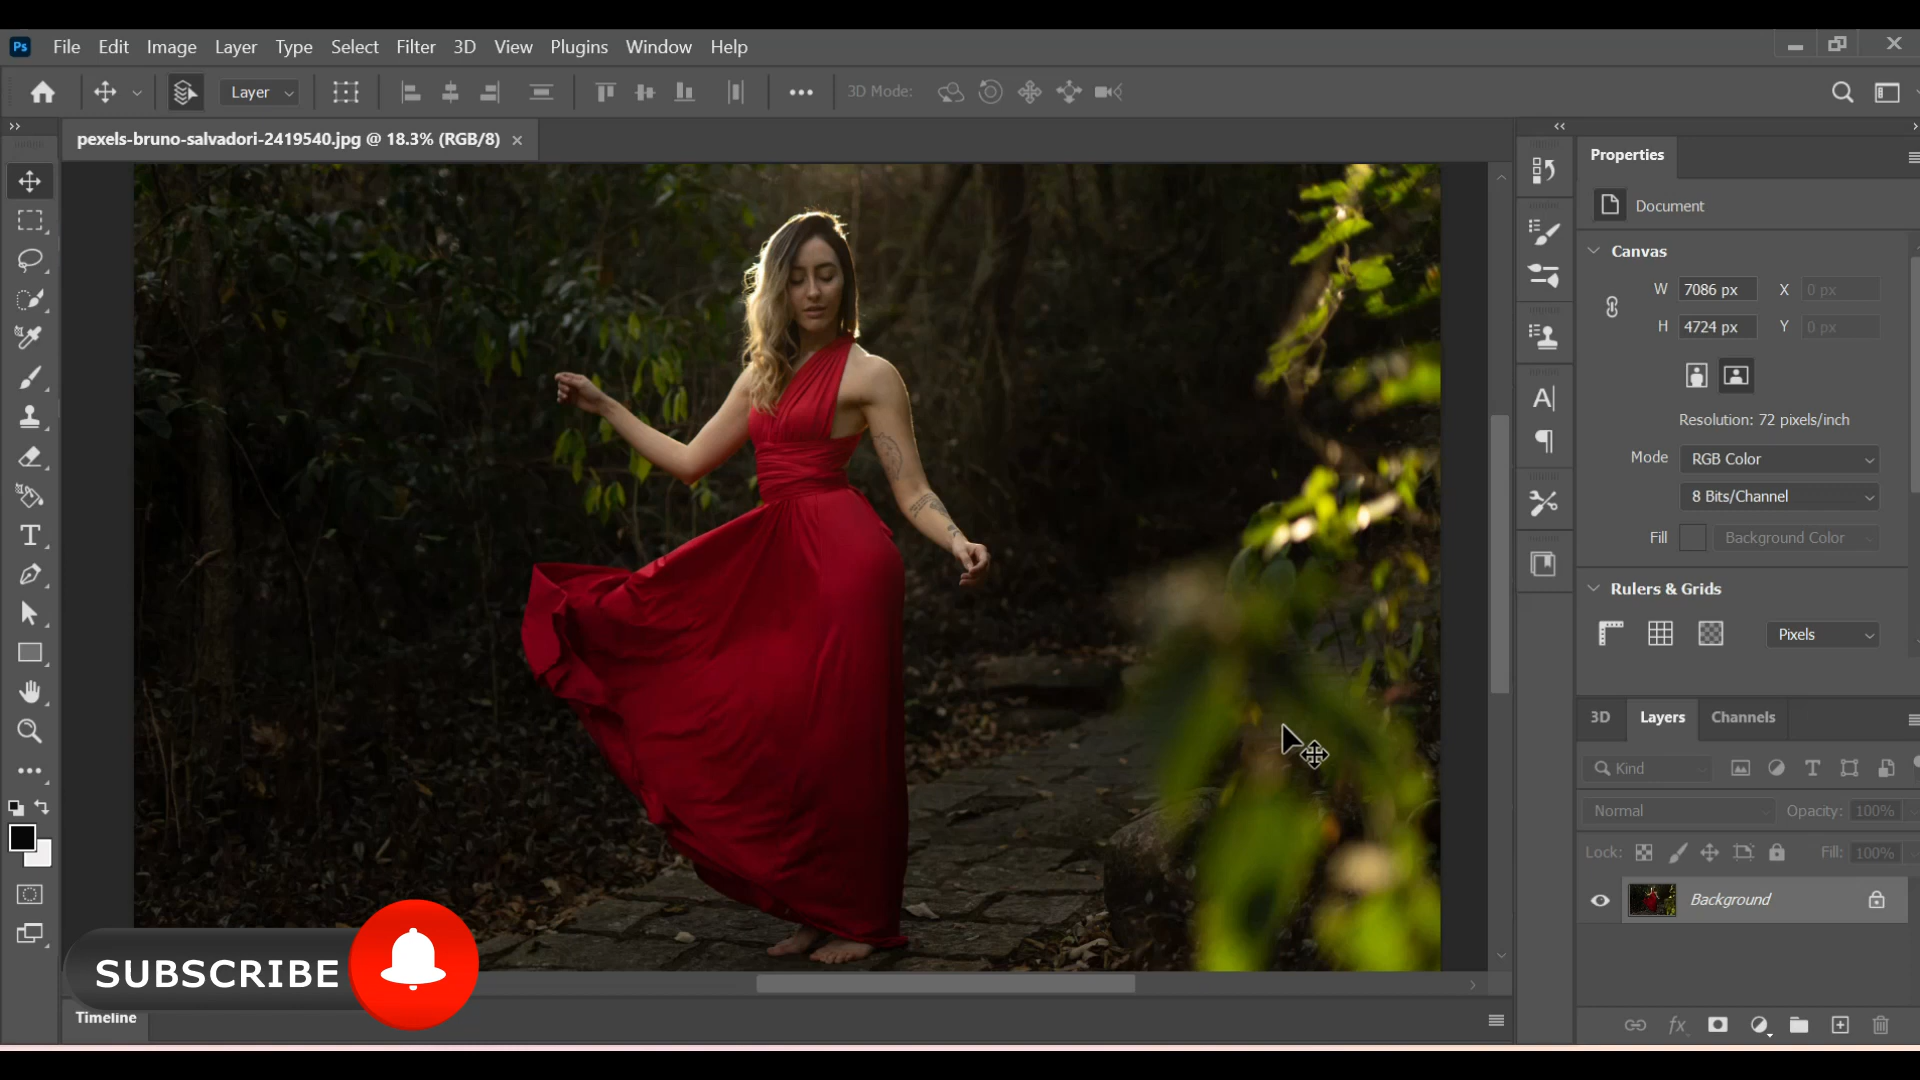 Ps File Edit Image Layer Type Select Filter 3D View Plugins Window Help
Layer 3D Mode:
pexels-bruno-salvadori-2419540.jpg @ 18.3% (RGB/8)
Properties
Document
Canvas
W 7086 px X 0 px
H 4724 px Y 0 px
Resolution: 72 pixels/inch
Mode RGB Color
8 Bits/Channel
Fill Background Color
Rulers & Grids
Pixels
3D Layers Channels
Kind
Normal Opacity: 100%
Lock: Fill: 100%
Background
SUBSCRIBE
Timeline
fx